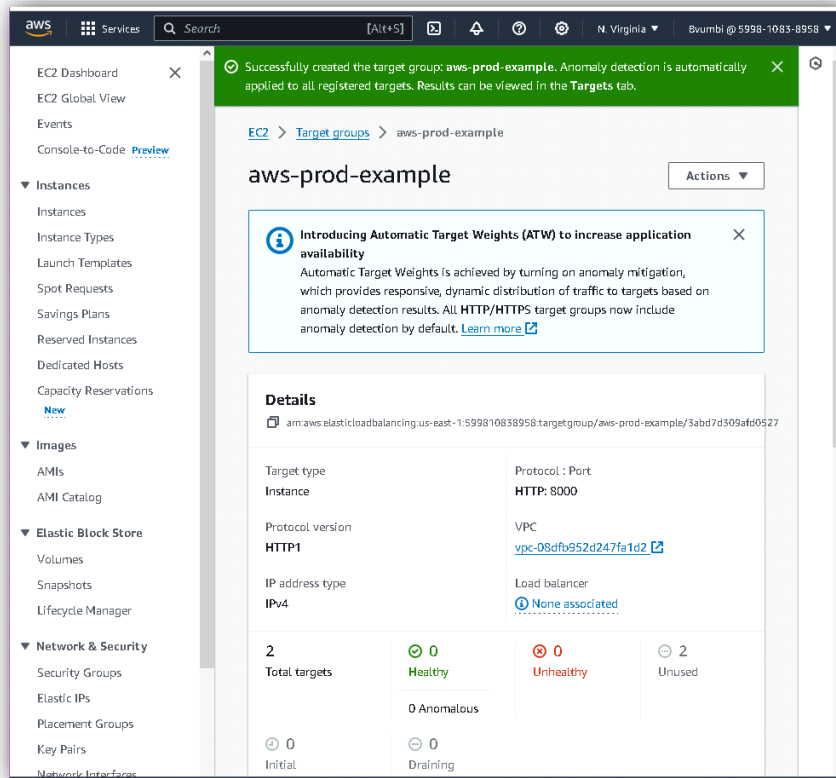 aws
Services
Search
[Alt+S]
N. Virginia
Bvumbi @ 5998-1083-8958
EC2 Dashboard
EC2 Global View
Events
Console-to-Code Preview
Instances
Instances
Instance Types
Launch Templates
Spot Requests
Savings Plans
Reserved Instances
Dedicated Hosts
Capacity Reservations
New
Images
AMIs
AMI Catalog
Elastic Block Store
Volumes
Snapshots
Lifecycle Manager
Network & Security
Security Groups
Elastic IPs
Placement Groups
Key Pairs
Network Interfaces
Successfully created the target group: aws-prod-example. Anomaly detection is automatically
applied to all registered targets. Results can be viewed in the Targets tab.
EC2 > Target groups > aws-prod-example
aws-prod-example
Actions
Introducing Automatic Target Weights (ATW) to increase application
availability
Automatic Target Weights is achieved by turning on anomaly mitigation,
which provides responsive, dynamic distribution of traffic to targets based on
anomaly detection results. All HTTP/HTTPS target groups now include
anomaly detection by default. Learn more
Details
arn:aws:elasticloadbalancing:us-east-1:599810838958:targetgroup/aws-prod-example/3abd7d309afd0527
Target type
Instance
Protocol : Port
HTTP: 8000
Protocol version
HTTP1
VPC
vpc-08dfb952d247fa1d2
IP address type
IPv4
Load balancer
None associated
2
Total targets
0
Healthy
0 Anomalous
0
Unhealthy
2
Unused
0
Initial
0
Draining